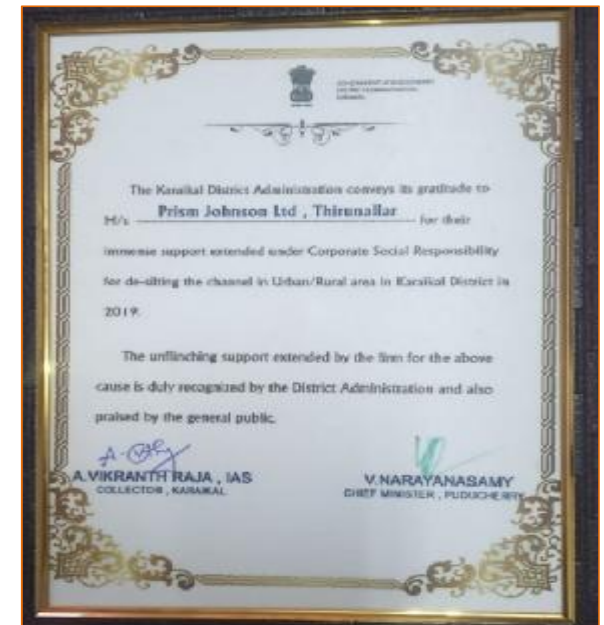 The Karaikal District Administration conveys its gratitude to
M/s Prism Johnson Ltd , Thirunallar for their
immense support extended under Corporate Social Responsibility
for de-silting the channel in Urban/Rural area in Karaikal District in
2019.
The unflinching support extended by the firm for the above
cause is duly recognized by the District Administration and also
praised by the general public.
A.VIKRANTH RAJA , IAS
COLLECTOR , KARAIKAL
V.NARAYANASAMY
CHIEF MINISTER , PUDUCHERRY